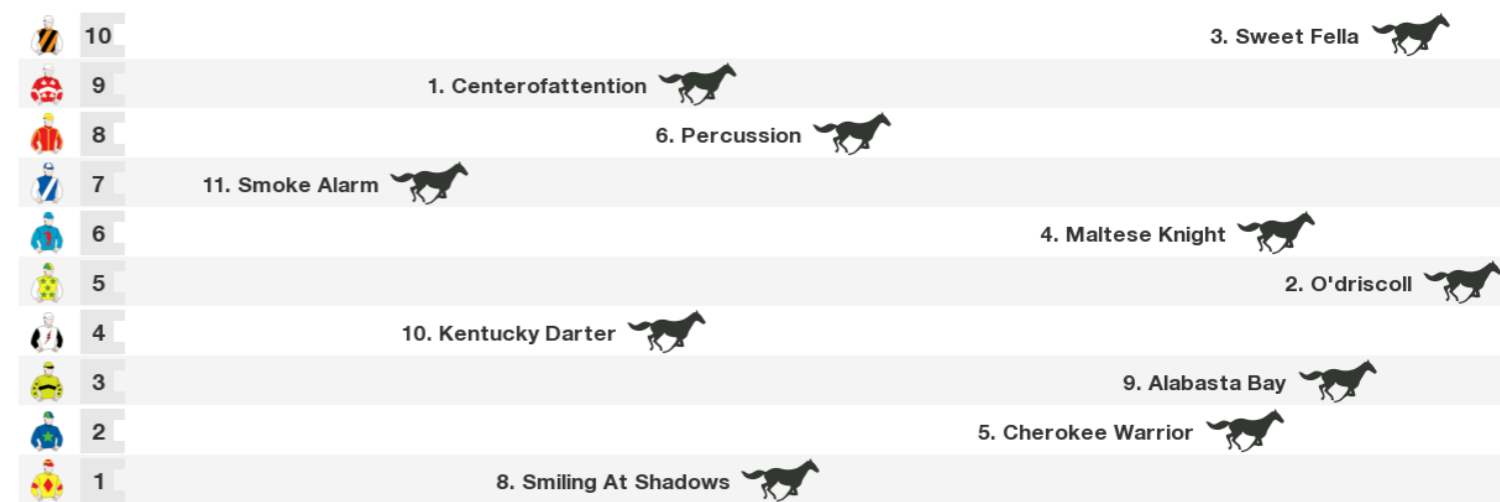 10 3. Sweet Fella
9 1. Centerofattention
8 6. Percussion
7 11. Smoke Alarm
6 4. Maltese Knight
5 2. O'driscoll
4 10. Kentucky Darter
3 9. Alabasta Bay
2 5. Cherokee Warrior
1 8. Smiling At Shadows